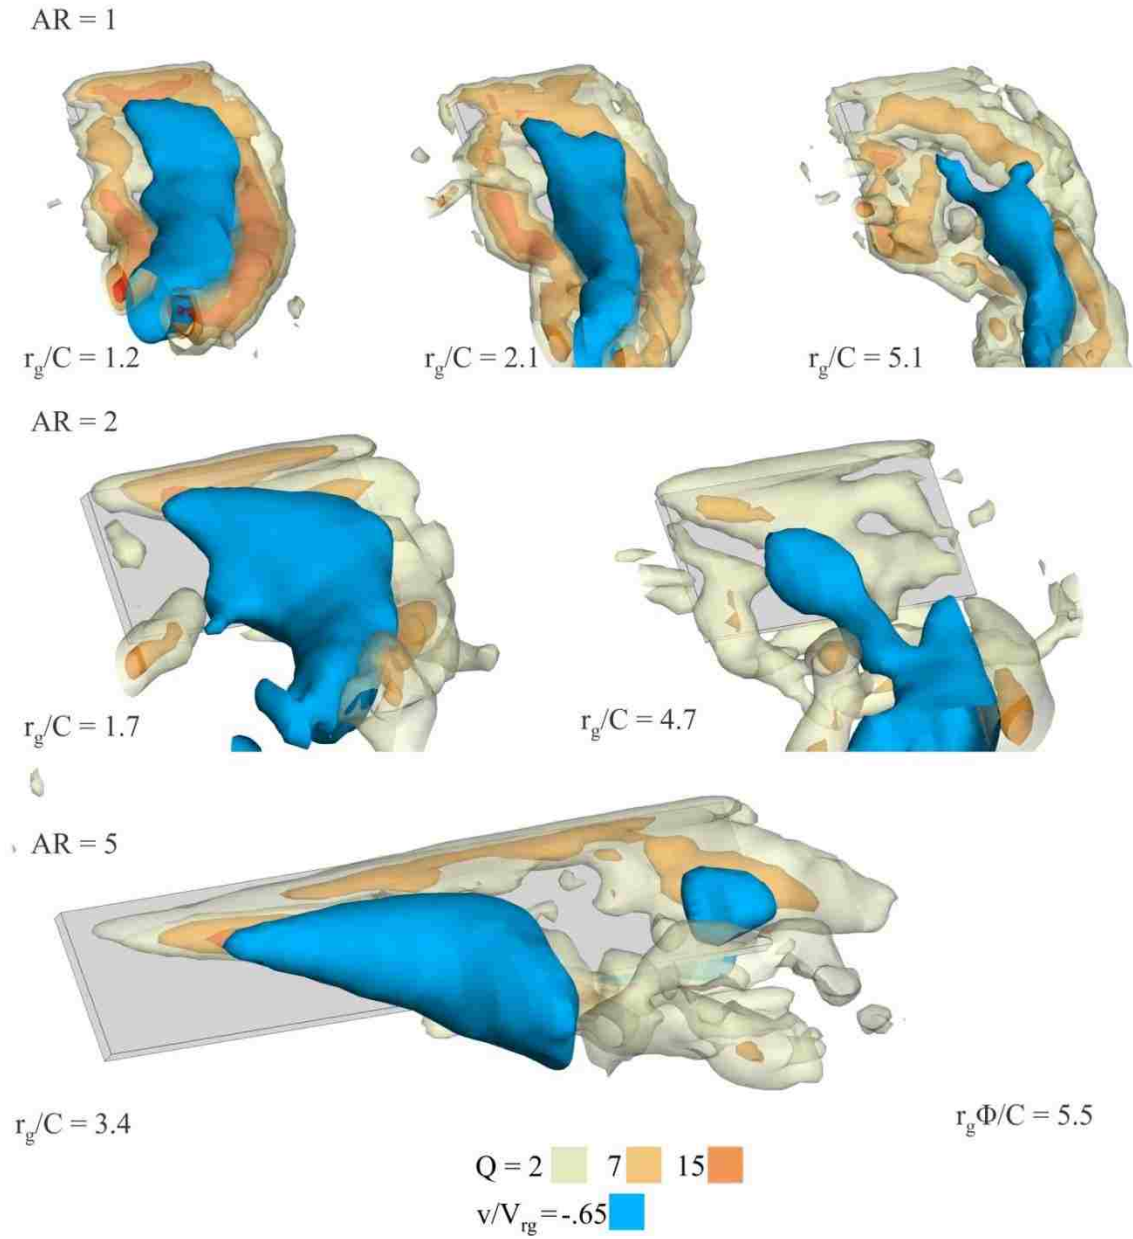 AR = 1
r_g/C = 1.2
r_g/C = 2.1
r_g/C = 5.1
AR = 2
r_g/C = 1.7
r_g/C = 4.7
AR = 5
r_g/C = 3.4
r_gΦ/C = 5.5
Q = 2 7 15
v/V_rg =-.65